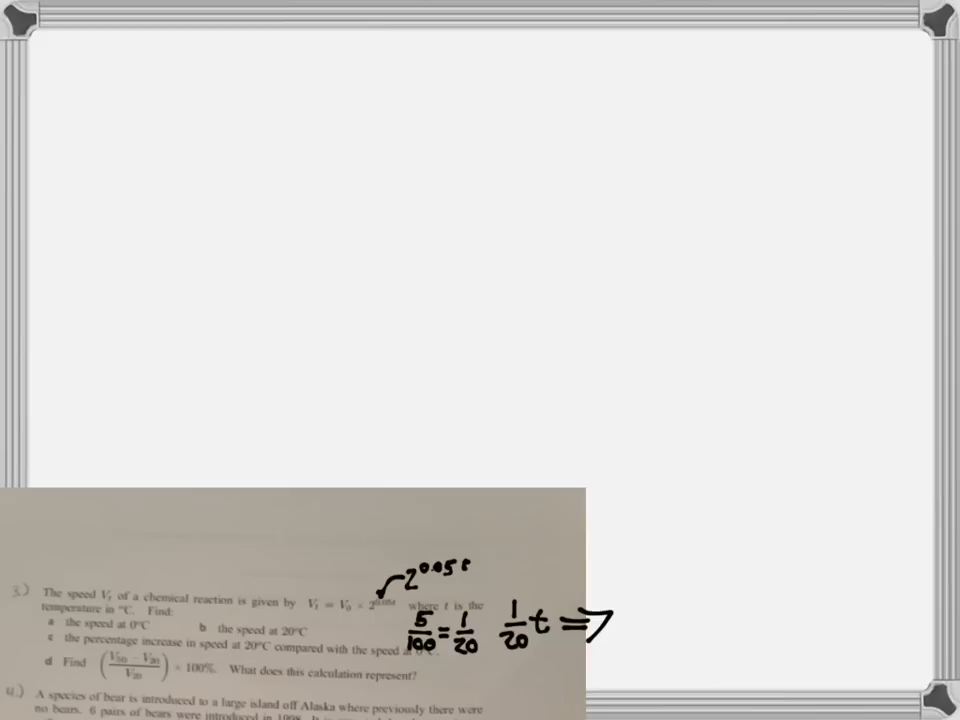 2^0.05t
3.) The speed V_t of a chemical reaction is given by V_t = V_0 × 2^0.05t where t is the
temperature in °C. Find:
a the speed at 0°C b the speed at 20°C
c the percentage increase in speed at 20°C compared with the speed at 0°C.
5/100 = 1/20 1/20 t ⇒
d Find ((V_50 − V_20)/V_20) × 100%. What does this calculation represent?
4.) A species of bear is introduced to a large island off Alaska where previously there were
no bears. 6 pairs of bears were introduced in 1998. It